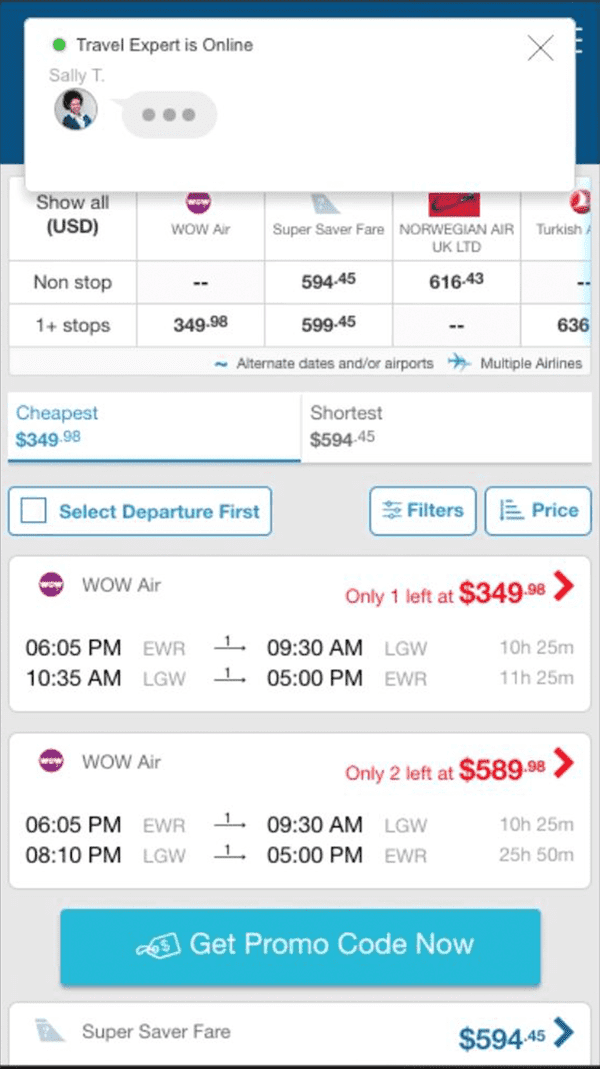 Travel Expert is Online
Sally T.
Show all (USD) WOW Air Super Saver Fare NORWEGIAN AIR UK LTD Turkish
Non stop -- 594.45 616.43 --
1+ stops 349.98 599.45 -- 636
Alternate dates and/or airports Multiple Airlines
Cheapest Shortest
$349.98 $594.45
Select Departure First Filters Price
wow WOW Air Only 1 left at $349.98
06:05 PM EWR 1 09:30 AM LGW 10h 25m
10:35 AM LGW 1 05:00 PM EWR 11h 25m
wow WOW Air Only 2 left at $589.98
06:05 PM EWR 1 09:30 AM LGW 10h 25m
08:10 PM LGW 1 05:00 PM EWR 25h 50m
$ Get Promo Code Now
? Super Saver Fare $594.45